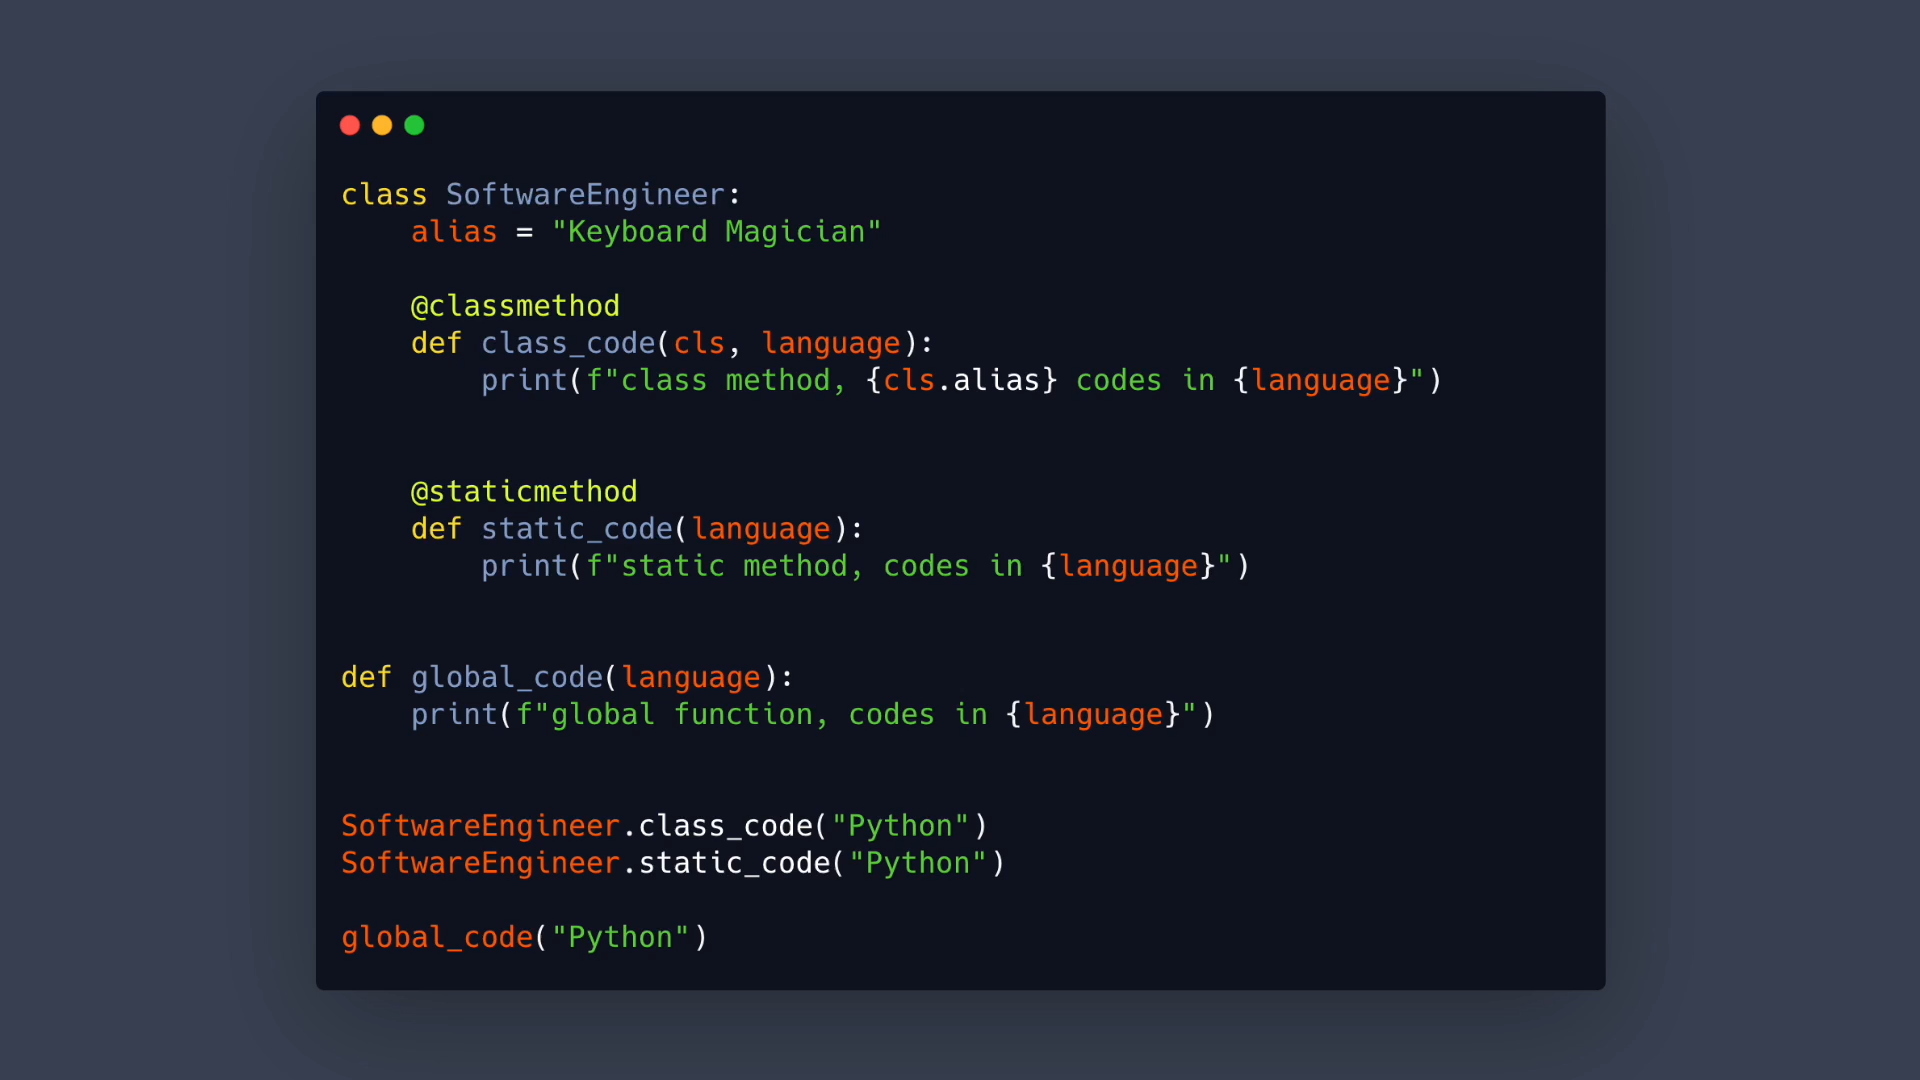 class SoftwareEngineer:
    alias = "Keyboard Magician"
    @classmethod
    def class_code(cls, language):
        print(f"class method, {cls.alias} codes in {language}")
    @staticmethod
    def static_code(language):
        print(f"static method, codes in {language}")
def global_code(language):
    print(f"global function, codes in {language}")
SoftwareEngineer.class_code("Python")
SoftwareEngineer.static_code("Python")
global_code("Python")